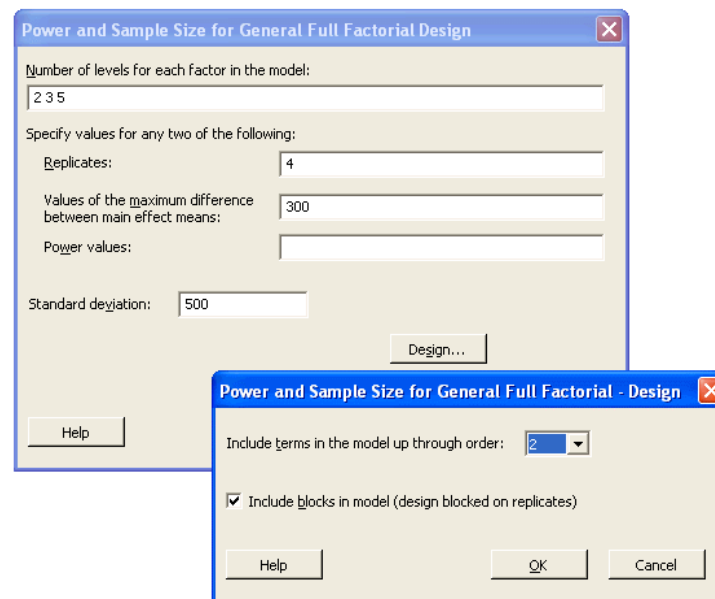 Power and Sample Size for General Full Factorial Design
Number of levels for each factor in the model:
2 3 5
Specify values for any two of the following:
Replicates:
4
Values of the maximum difference
between main effect means:
300
Power values:
Standard deviation:
500
Design...
Help
Power and Sample Size for General Full Factorial - Design
Include terms in the model up through order:
2
Include blocks in model (design blocked on replicates)
Help
OK
Cancel